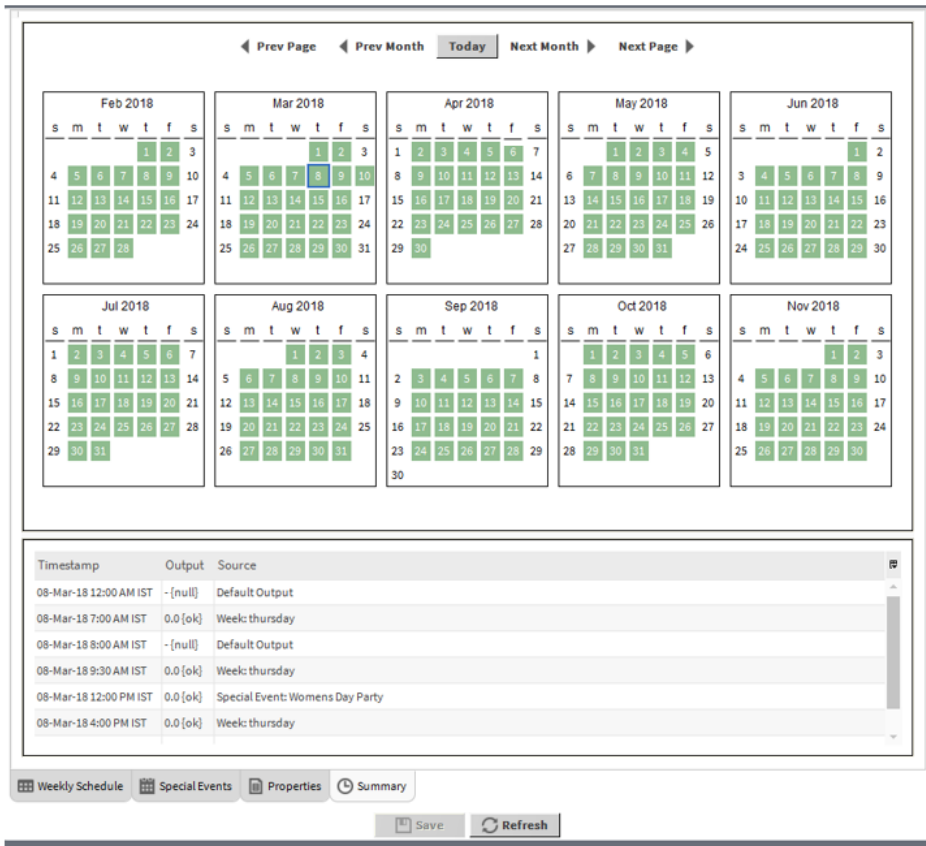 Prev Page Prev Month Today Next Month Next Page
Feb 2018 Mar 2018 Apr 2018 May 2018 Jun 2018
s m t w t f s s m t w t f s s m t w t f s s m t w t f s s m t w t f s
1 2 3 1 2 3 1 2 3 4 5 6 7 1 2 3 4 5 1 2
4 5 6 7 8 9 10 4 5 6 7 8 9 10 8 9 10 11 12 13 14 6 7 8 9 10 11 12 3 4 5 6 7 8 9
11 12 13 14 15 16 17 11 12 13 14 15 16 17 15 16 17 18 19 20 21 13 14 15 16 17 18 19 10 11 12 13 14 15 16
18 19 20 21 22 23 24 18 19 20 21 22 23 24 22 23 24 25 26 27 28 20 21 22 23 24 25 26 17 18 19 20 21 22 23
25 26 27 28 25 26 27 28 29 30 31 29 30 27 28 29 30 31 24 25 26 27 28 29 30
Jul 2018 Aug 2018 Sep 2018 Oct 2018 Nov 2018
s m t w t f s s m t w t f s s m t w t f s s m t w t f s s m t w t f s
1 2 3 4 5 6 7 1 2 3 4 1 1 2 3 4 5 6 1 2 3
8 9 10 11 12 13 14 5 6 7 8 9 10 11 2 3 4 5 6 7 8 7 8 9 10 11 12 13 4 5 6 7 8 9 10
15 16 17 18 19 20 21 12 13 14 15 16 17 18 9 10 11 12 13 14 15 14 15 16 17 18 19 20 11 12 13 14 15 16 17
22 23 24 25 26 27 28 19 20 21 22 23 24 25 16 17 18 19 20 21 22 21 22 23 24 25 26 27 18 19 20 21 22 23 24
29 30 31 26 27 28 29 30 31 23 24 25 26 27 28 29 28 29 30 31 25 26 27 28 29 30
30
Timestamp Output Source
08-Mar-18 12:00 AM IST - {null} Default Output
08-Mar-18 7:00 AM IST 0.0 {ok} Week: thursday
08-Mar-18 8:00 AM IST - {null} Default Output
08-Mar-18 9:30 AM IST 0.0 {ok} Week: thursday
08-Mar-18 12:00 PM IST 0.0 {ok} Special Event: Womens Day Party
08-Mar-18 4:00 PM IST 0.0 {ok} Week: thursday
Weekly Schedule Special Events Properties Summary
Save Refresh